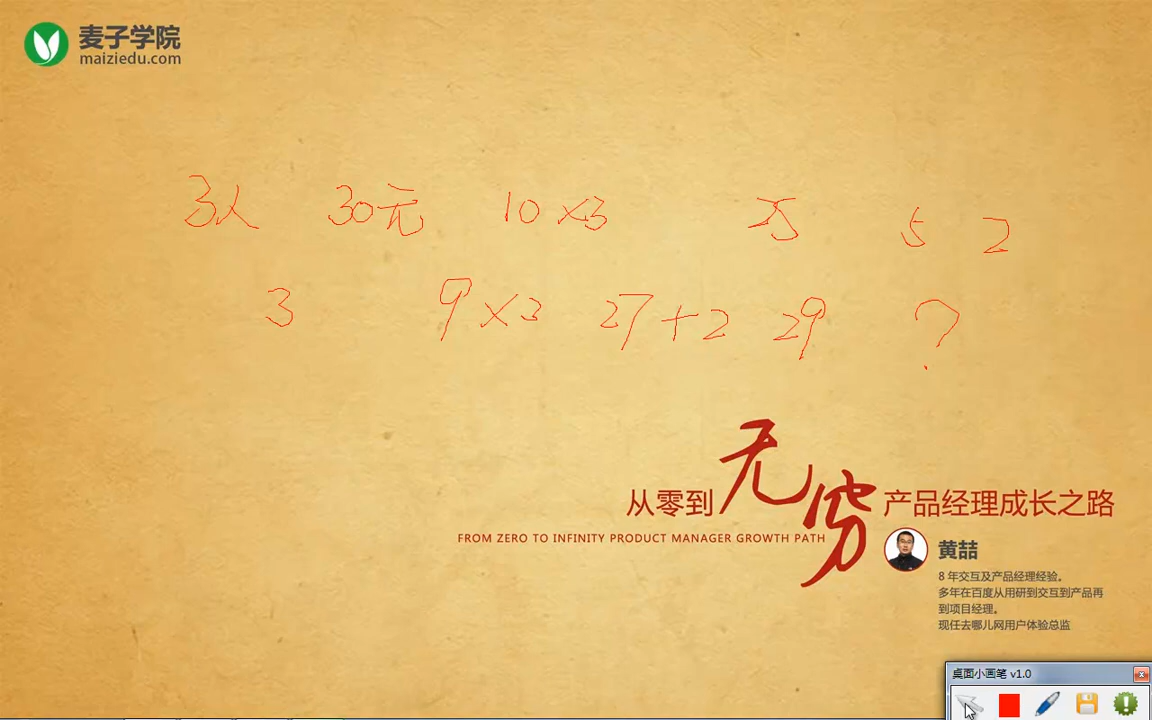 麦子学院
maiziedu.com
3人 30元 10×3 25 5 2
3 9×3 27+2 29 ?
从零到无穷产品经理成长之路
FROM ZERO TO INFINITY PRODUCT MANAGER GROWTH PATH
黄喆
8 年交互及产品经理经验。
多年在百度从用研到交互到产品再
到项目经理。
现任去哪儿网用户体验总监
桌面小画笔 v1.0